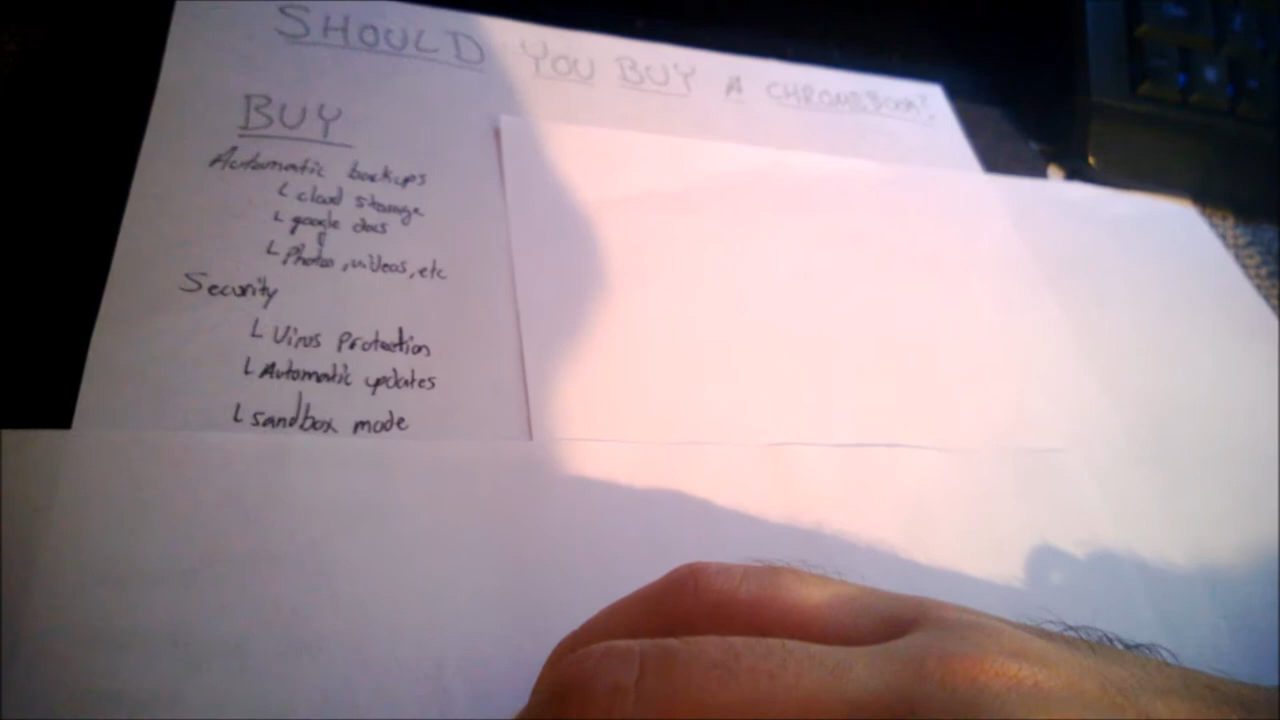 SHOULD YOU BUY A CHROMEBOOK?
BUY
Automatic backups
L cloud storage
L google docs
L Photos, videos, etc
Security
L Virus Protection
L Automatic updates
L sandbox mode